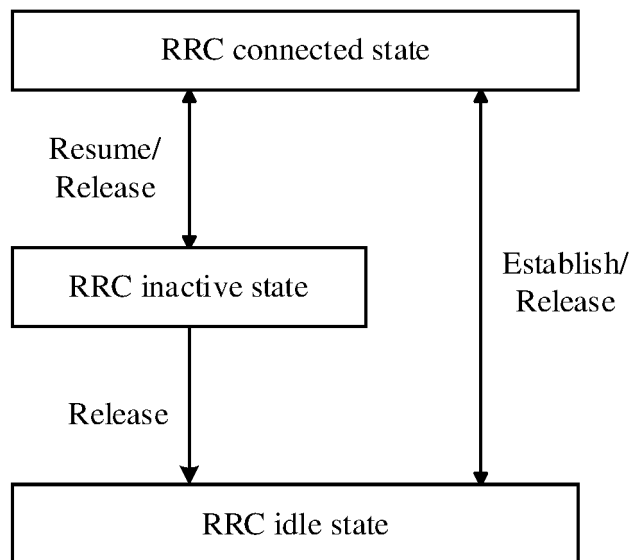 RRC connected state
Resume/
Release
RRC inactive state
Establish/
Release
Release
RRC idle state